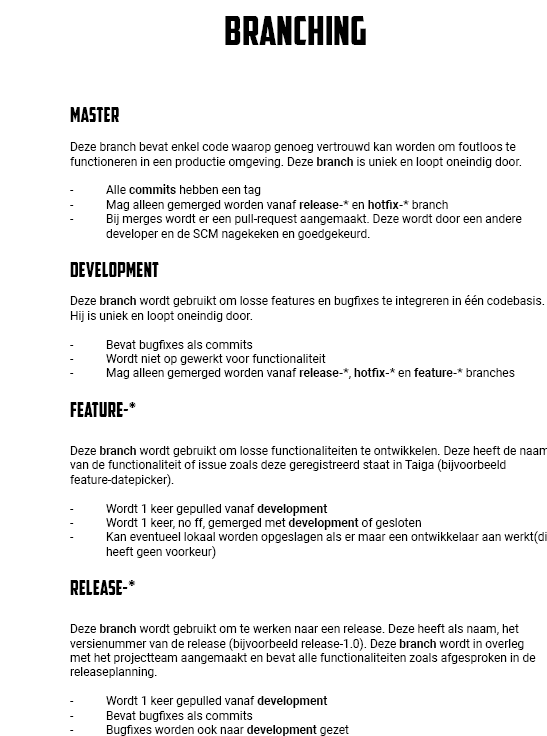 BRANCHING
MASTER
Deze branch bevat enkel code waarop genoeg vertrouwd kan worden om foutloos te
functioneren in een productie omgeving. Deze branch is uniek en loopt oneindig door.
- Alle commits hebben een tag
- Mag alleen gemerged worden vanaf release-* en hotfix-* branch
- Bij merges wordt er een pull-request aangemaakt. Deze wordt door een andere
developer en de SCM nagekeken en goedgekeurd.
DEVELOPMENT
Deze branch wordt gebruikt om losse features en bugfixes te integreren in één codebasis.
Hij is uniek en loopt oneindig door.
- Bevat bugfixes als commits
- Wordt niet op gewerkt voor functionaliteit
- Mag alleen gemerged worden vanaf release-*, hotfix-* en feature-* branches
FEATURE-*
Deze branch wordt gebruikt om losse functionaliteiten te ontwikkelen. Deze heeft de naam
van de functionaliteit of issue zoals deze geregistreerd staat in Taiga (bijvoorbeeld
feature-datepicker).
- Wordt 1 keer gepulled vanaf development
- Wordt 1 keer, no ff, gemerged met development of gesloten
- Kan eventueel lokaal worden opgeslagen als er maar een ontwikkelaar aan werkt(di
heeft geen voorkeur)
RELEASE-*
Deze branch wordt gebruikt om te werken naar een release. Deze heeft als naam, het
versienummer van de release (bijvoorbeeld release-1.0). Deze branch wordt in overleg
met het projectteam aangemaakt en bevat alle functionaliteiten zoals afgesproken in de
releaseplanning.
- Wordt 1 keer gepulled vanaf development
- Bevat bugfixes als commits
- Bugfixes worden ook naar development gezet